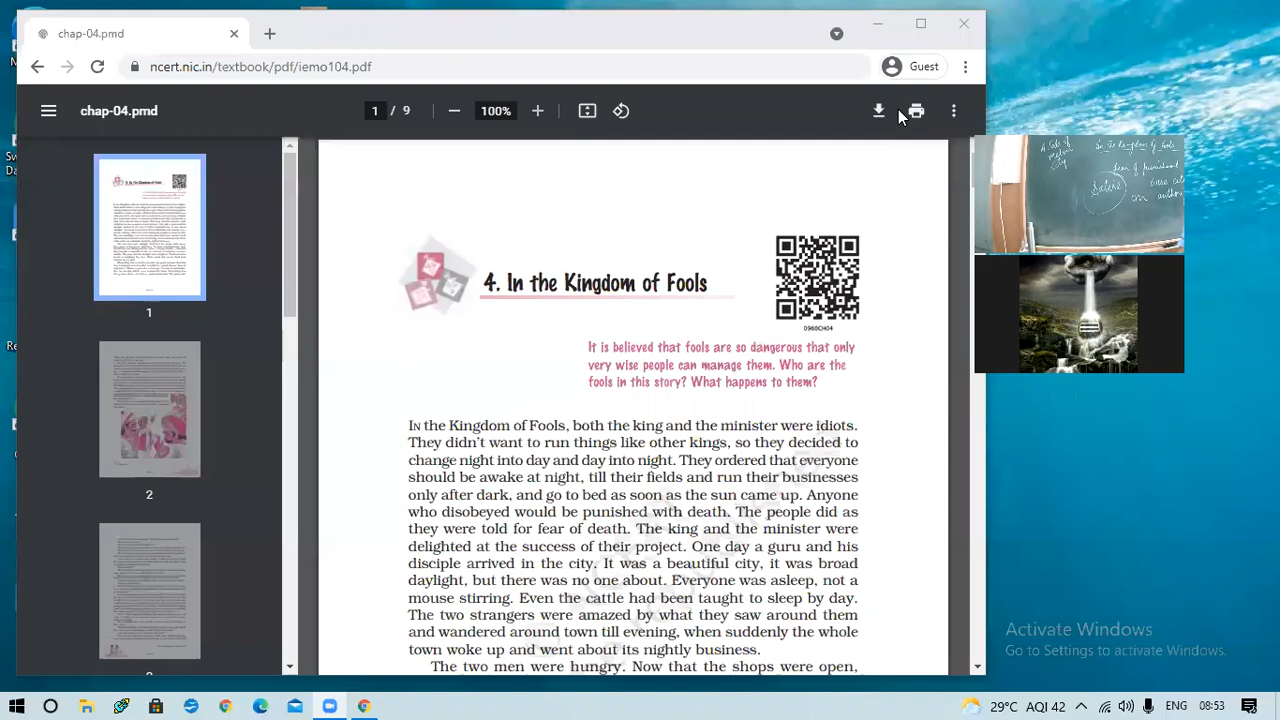 chap-04.pmd
ncert.nic.in/textbook/pdf/iemo104.pdf
Guest
chap-04.pmd
1 / 9
100%
A Tale of
In the Kingdom of Fools
fear of punishment
Satire
on
4. In the Kingdom of Fools
1
2
0960CH04
It is believed that fools are so dangerous that only
very wise people can manage them. Who are the
fools in this story? What happens to them?
IN the Kingdom of Fools, both the king and the minister were idiots.
They didn't want to run things like other kings, so they decided to
change night into day and day into night. They ordered that everyone
should be awake at night, till their fields and run their businesses
only after dark, and go to bed as soon as the sun came up. Anyone
who disobeyed would be punished with death. The people did as
they were told for fear of death. The king and the minister were
delighted at the success of their project. One day a guru and his
disciple arrived in the city. It was a beautiful city, it was broad
daylight, but there was no one about. Everyone was asleep, not a
mouse stirring. Even the cattle had been taught to sleep by day.
The two strangers were amazed by what they saw around them
and wandered around town till evening, when suddenly the whole
town woke up and went about its nightly business.
The two men were hungry. Now that the shops were open,
Activate Windows
Go to Settings to activate Windows.
29°C AQI 42
ENG
08:53